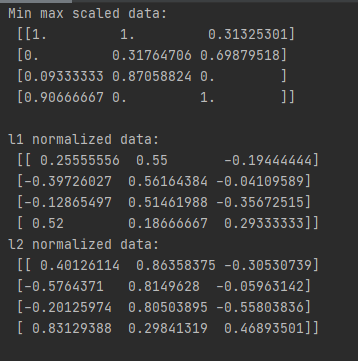 Min max scaled data:
[[1.         1.         0.31325301]
[0.         0.31764706 0.69879518]
[0.09333333 0.87058824 0.        ]
[0.90666667 0.         1.        ]]
l1 normalized data:
[[ 0.25555556  0.55       -0.19444444]
[-0.39726027  0.56164384 -0.04109589]
[-0.12865497  0.51461988 -0.35672515]
[ 0.52        0.18666667  0.29333333]]
l2 normalized data:
[[ 0.40126114  0.86358375 -0.30530739]
[-0.5764371   0.8149628  -0.05963142]
[-0.20125974  0.80503895 -0.55803836]
[ 0.83129388  0.29841319  0.46893501]]